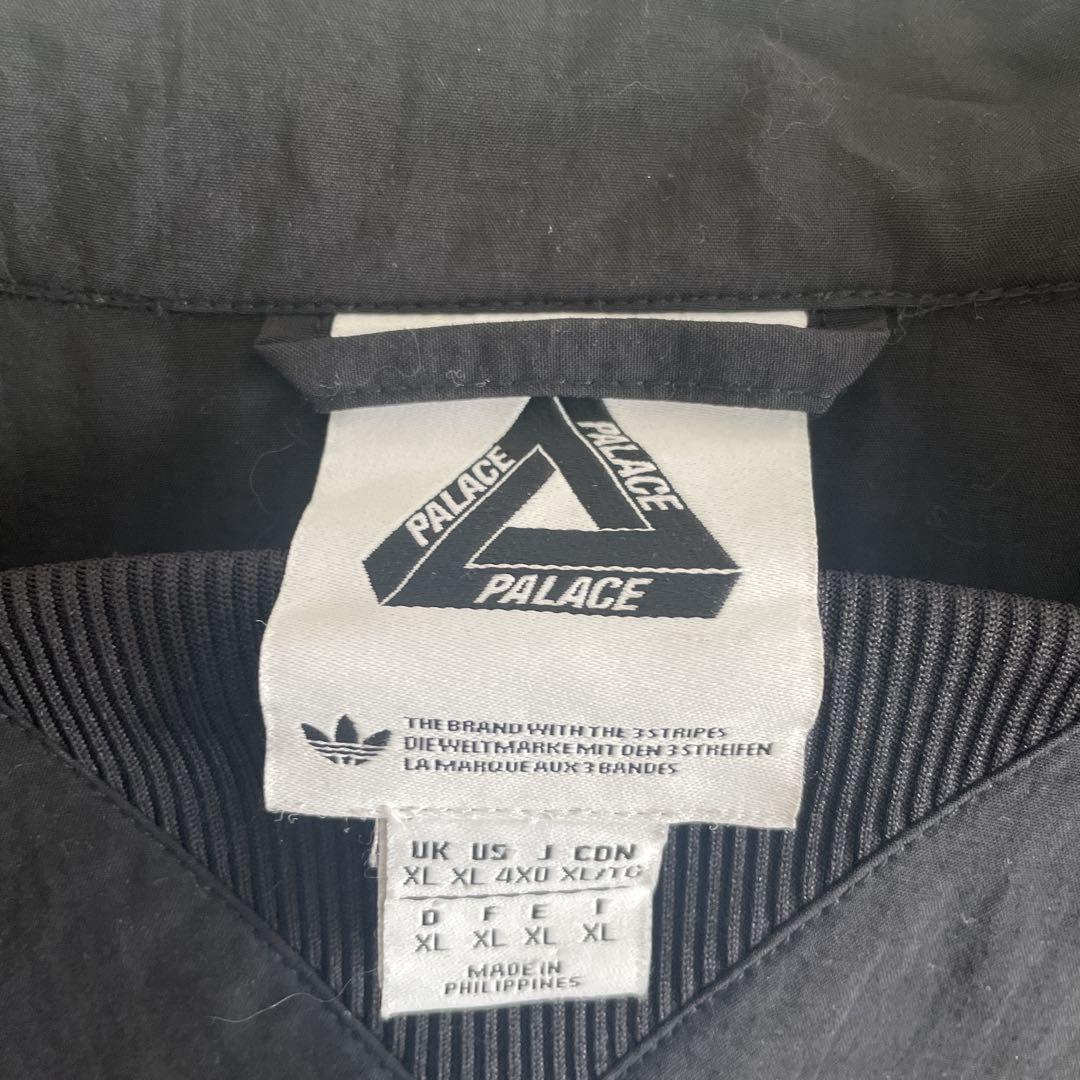 PALACE
PALACE
PALACE
THE BRAND WITH THE 3 STRIPES
DIE WELTMARKE MIT DEN 3 STREIFEN
LA MARQUE AUX 3 BANDES
UK US J CDN
XL XL 4XO XL/TG
D F E I
XL XL XL XL
MADE IN
PHILIPPINES